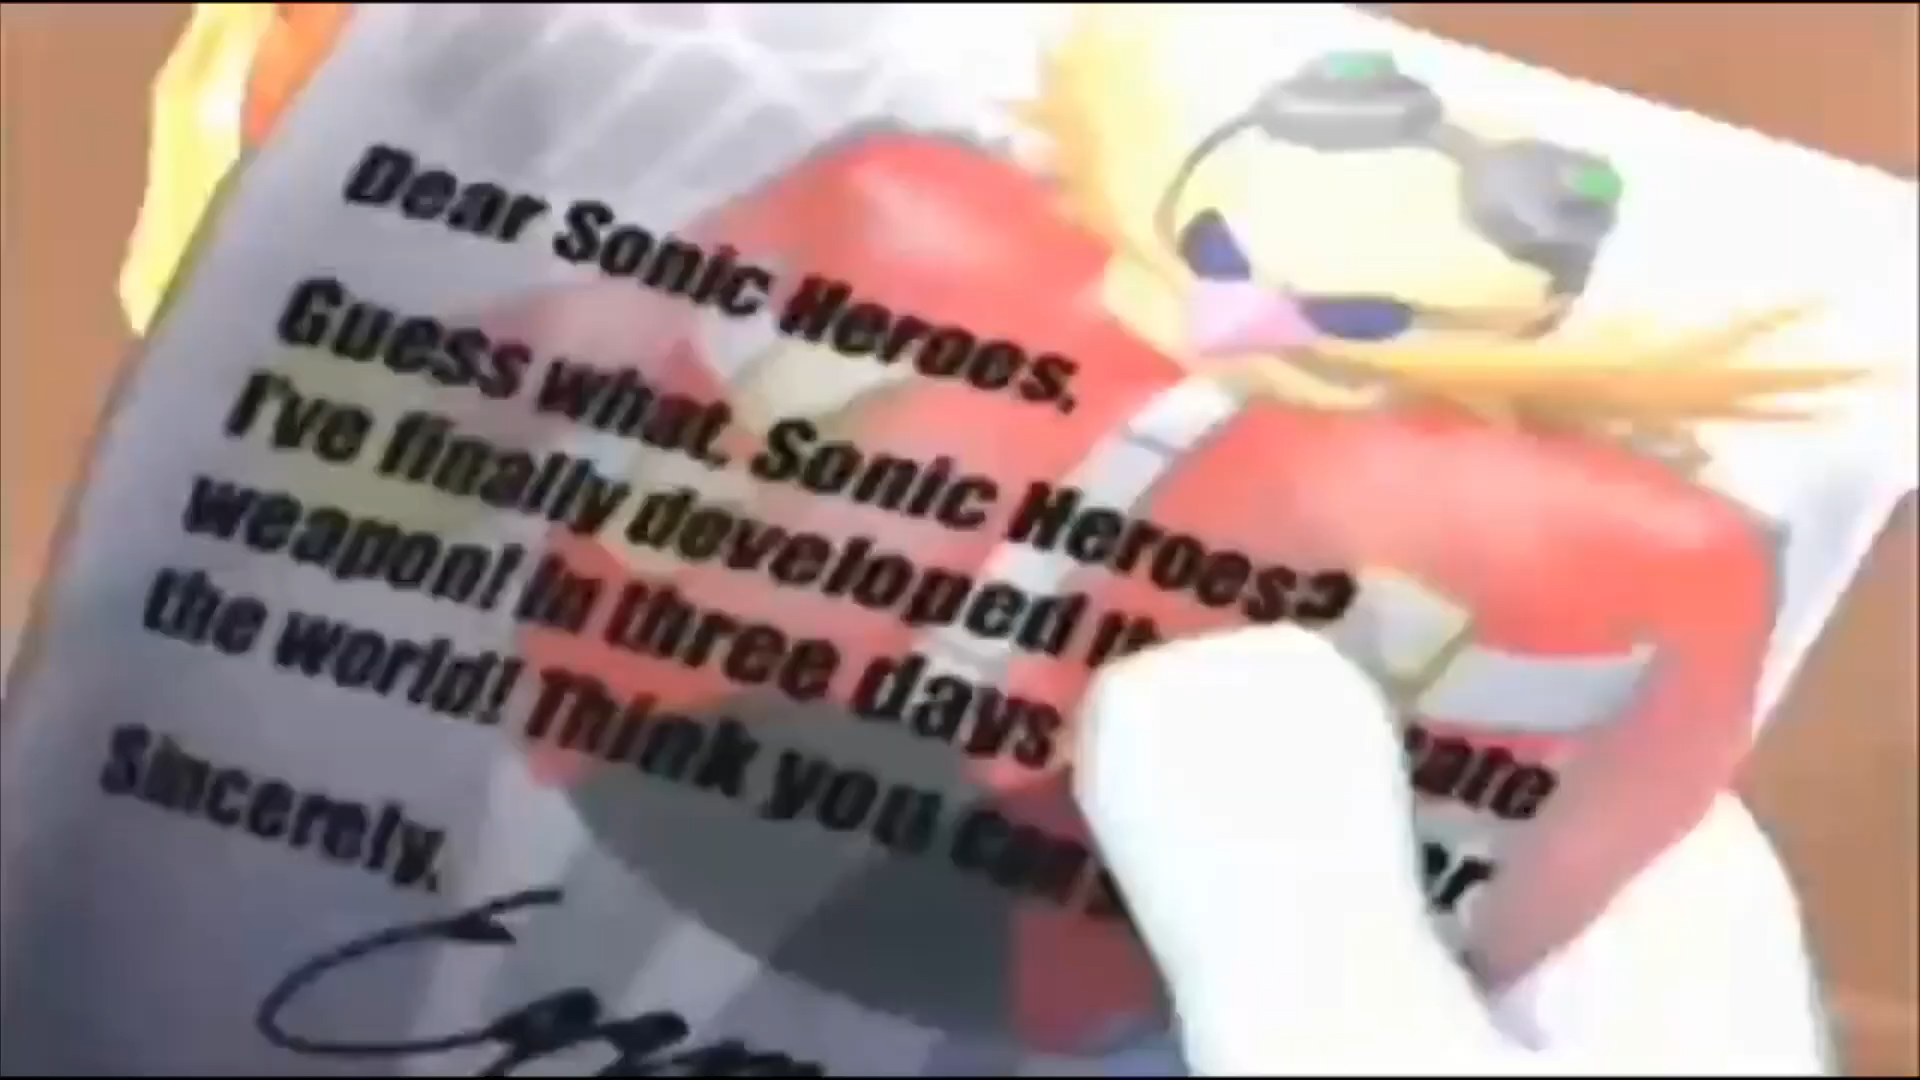 Dear Sonic Heroes,
Guess what, Sonic Heroes?
I've finally developed
weapon! In three days,
the world! Think you can
Sincerely,